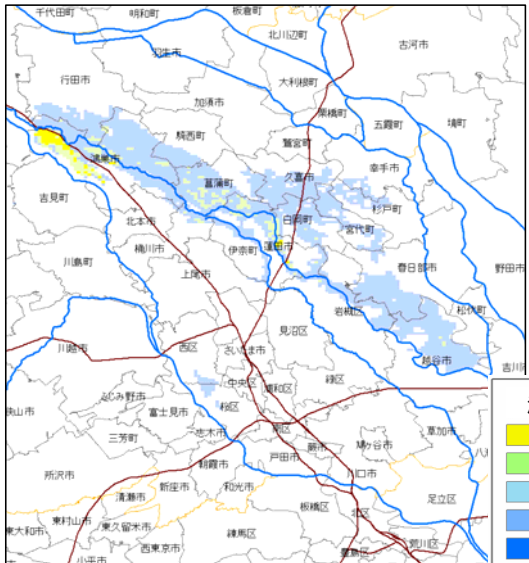 千代田町
明和町
板倉町
北川辺町
古河市
羽生市
行田市
大利根町
加須市
栗橋町
五霞町
境町
騎西町
鷲宮町
鴻巣市
幸手市
久喜市
菖蒲町
吉見町
杉戸町
白岡町
北本市
宮代町
桶川市
伊奈町
蓮田市
川島町
上尾市
春日部市
野田市
岩槻区
松伏町
見沼区
川越市
西区
さいたま市
越谷市
吉川
中央区
緑区
浦和区
ふじみ野市
桜区
狭山市
富士見市
南区
草加市
三芳町
志木市
蕨市
鳩ヶ谷市
八
戸田市
朝霞市
川口市
所沢市
新座市
和光市
足立区
清瀬市
板橋区
北区
東村山市
東大和市
東久留米市
練馬区
荒川区
西東京市
豊島区
小平市